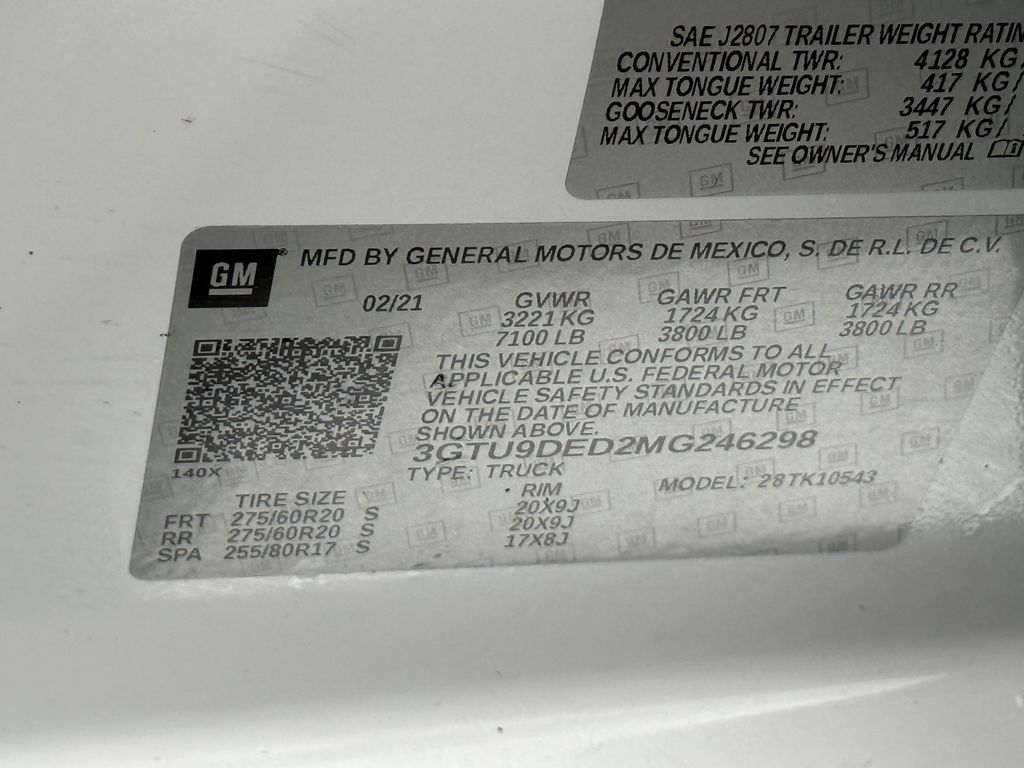 SAE J2807 TRAILER WEIGHT RATIN
CONVENTIONAL TWR: 4128 KG/
MAX TONGUE WEIGHT: 417 KG/
GOOSENECK TWR: 3447 KG/
MAX TONGUE WEIGHT: 517 KG/
SEE OWNER'S MANUAL
GM® MFD BY GENERAL MOTORS DE MEXICO, S. DE R.L. DE C.V.
02/21 GVWR GAWR FRT GAWR RR
3221 KG 1724 KG 1724 KG
7100 LB 3800 LB 3800 LB
THIS VEHICLE CONFORMS TO ALL
APPLICABLE U.S. FEDERAL MOTOR
VEHICLE SAFETY STANDARDS IN EFFECT
ON THE DATE OF MANUFACTURE
SHOWN ABOVE.
3GTU9DED2MG246298
140X TYPE: TRUCK MODEL: 28TK10543
TIRE SIZE RIM
FRT 275/60R20 S 20X9J
RR 275/60R20 S 20X9J
SPA 255/80R17 S 17X8J